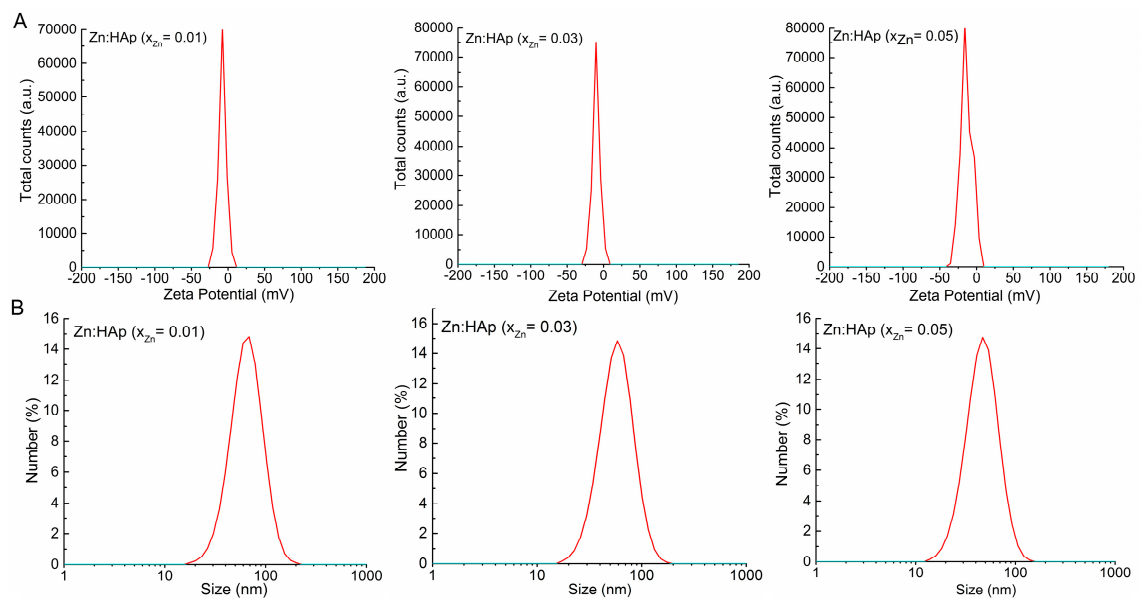 A
Zn:HAp (xZn= 0.01)
Total counts (a.u.)
70000
60000
50000
40000
30000
20000
10000
0
-200 -150 -100 -50 0 50 100 150 200
Zeta Potential (mV)
Zn:HAp (xZn= 0.03)
Total counts (a.u.)
80000
70000
60000
50000
40000
30000
20000
10000
0
-200 -150 -100 -50 0 50 100 150 200
Zeta Potential (mV)
Zn:HAp (xZn= 0.05)
Total counts (a.u.)
80000
70000
60000
50000
40000
30000
20000
10000
0
-200 -150 -100 -50 0 50 100 150 200
Zeta Potential (mV)
B
Zn:HAp (xZn= 0.01)
Number (%)
16
14
12
10
8
6
4
2
0
1 10 100 1000
Size (nm)
Zn:HAp (xZn= 0.03)
Number (%)
16
14
12
10
8
6
4
2
0
1 10 100 1000
Size (nm)
Zn:HAp (xZn= 0.05)
Number (%)
16
14
12
10
8
6
4
2
0
1 10 100 1000
Size (nm)